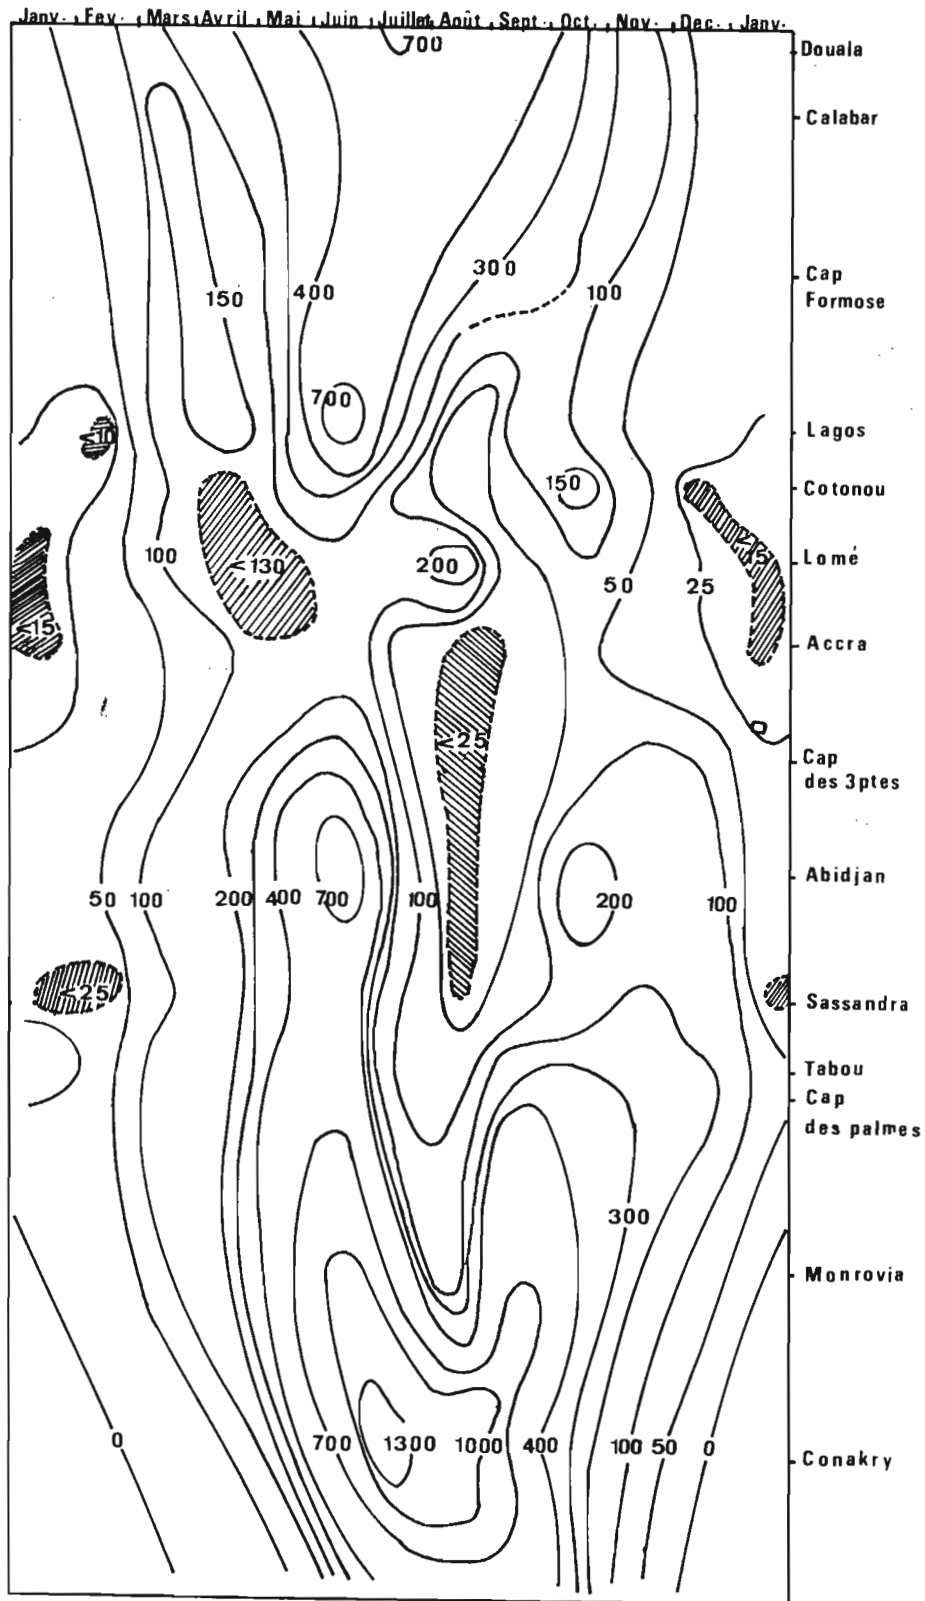 Janv. Fev. Mars Avril Mai Juin Juillet Août Sept. Oct. Nov. Dec. Janv.
700
Douala
Calabar
300
Cap
Formose
150
400
100
700
Lagos
<10
150
Cotonou
100
<130
200
<15
Lomé
50
25
<15
Accra
<25
Cap
des 3ptes
Abidjan
50
100
200
400
700
100
200
100
<25
Sassandra
Tabou
Cap
des palmes
300
Monrovia
0
700
1300
1000
400
100
50
0
Conakry